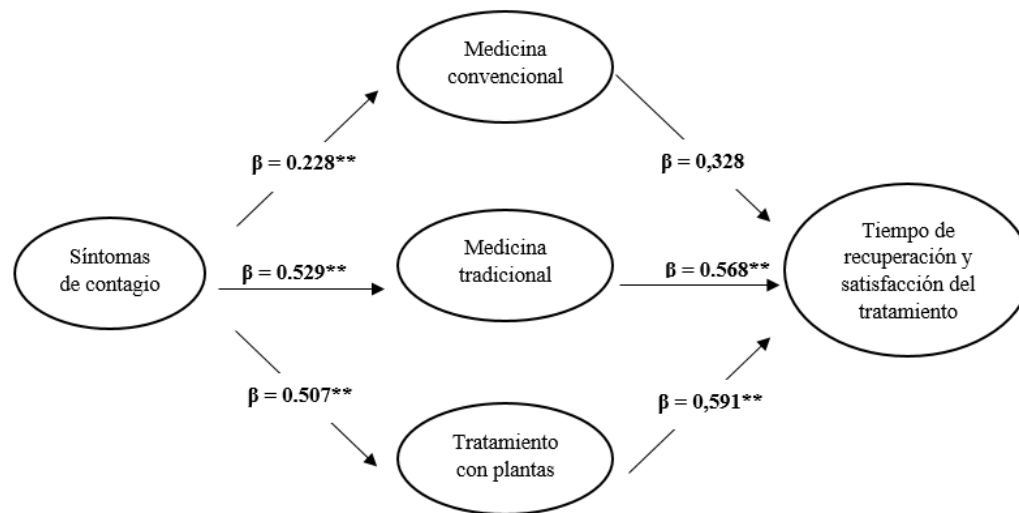 Medicina
convencional
β = 0.228**
β = 0,328
Síntomas
de contagio
β = 0.529**
Medicina
tradicional
β = 0.568**
Tiempo de
recuperación y
satisfacción del
tratamiento
β = 0.507**
β = 0,591**
Tratamiento
con plantas